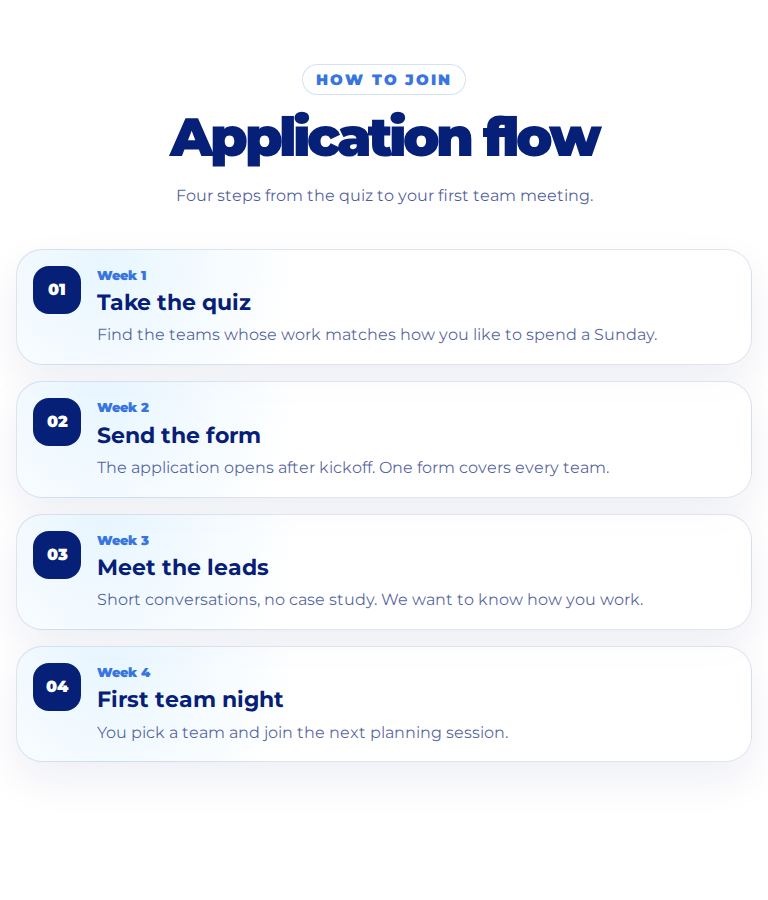 HOW TO JOIN
Application flow
Four steps from the quiz to your first team meeting.
01
Week 1
Take the quiz
Find the teams whose work matches how you like to spend a Sunday.
02
Week 2
Send the form
The application opens after kickoff. One form covers every team.
03
Week 3
Meet the leads
Short conversations, no case study. We want to know how you work.
04
Week 4
First team night
You pick a team and join the next planning session.